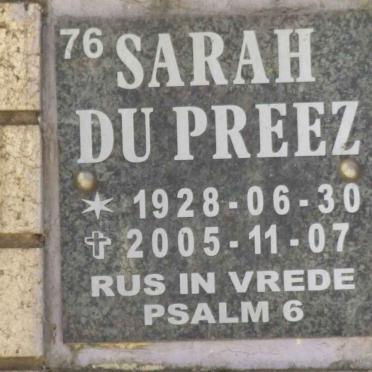 76 SARAH
DU PREEZ
1928-06-30
2005-11-07
RUS IN VREDE
PSALM 6